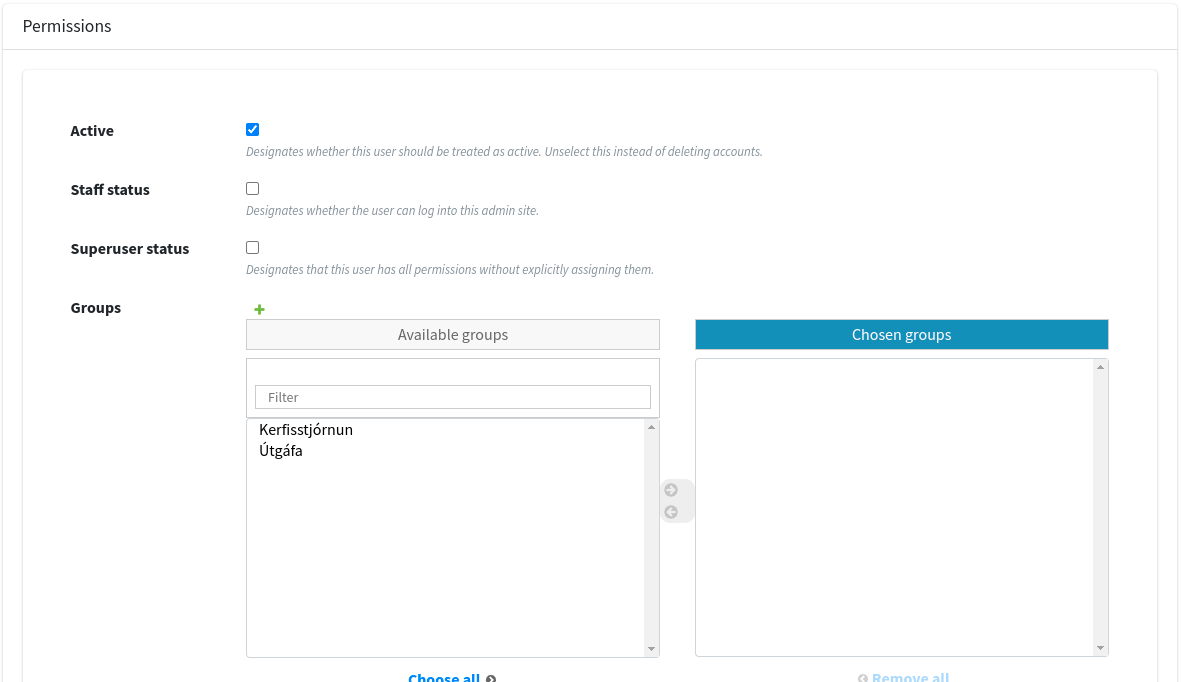 Permissions
Active
Designates whether this user should be treated as active. Unselect this instead of deleting accounts.
Staff status
Designates whether the user can log into this admin site.
Superuser status
Designates that this user has all permissions without explicitly assigning them.
Groups
Available groups
Filter
Kerfisstjórnun
Útgáfa
Choose all
Chosen groups
Remove all